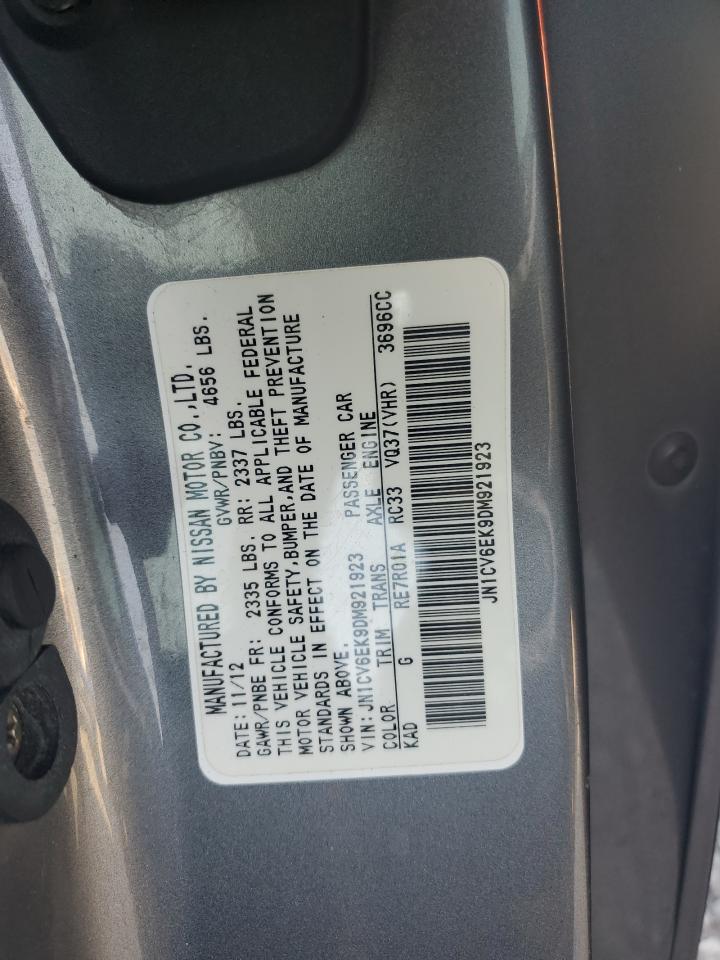 MANUFACTURED BY NISSAN MOTOR CO.,LTD.
DATE: 11/12 GVWR/PNBV: 4656 LBS.
GAWR/PNBE FR: 2335 LBS. RR: 2337 LBS.
THIS VEHICLE CONFORMS TO ALL APPLICABLE FEDERAL
MOTOR VEHICLE SAFETY,BUMPER,AND THEFT PREVENTION
STANDARDS IN EFFECT ON THE DATE OF MANUFACTURE
SHOWN ABOVE.
VIN: JN1CV6EK9DM921923 PASSENGER CAR
COLOR TRIM TRANS AXLE ENGINE
KAD G RE7R01A RC33 VQ37(VHR) 3696CC
JN1CV6EK9DM921923